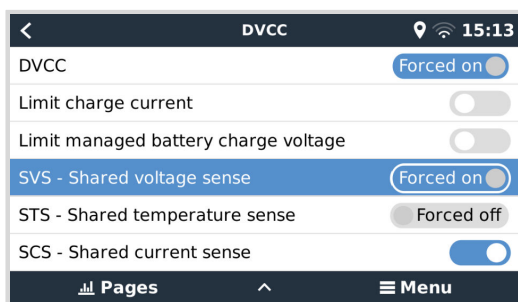 DVCC 15:13
DVCC Forced on
Limit charge current
Limit managed battery charge voltage
SVS - Shared voltage sense Forced on
STS - Shared temperature sense Forced off
SCS - Shared current sense
Pages Menu